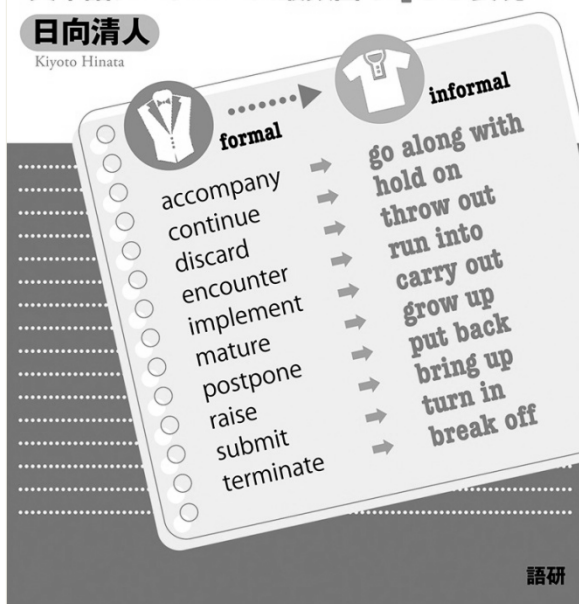 日向清人
Kiyoto Hinata
formal
informal
accompany go along with
continue hold on
discard throw out
encounter run into
implement carry out
mature grow up
postpone put back
raise bring up
submit turn in
terminate break off
語研